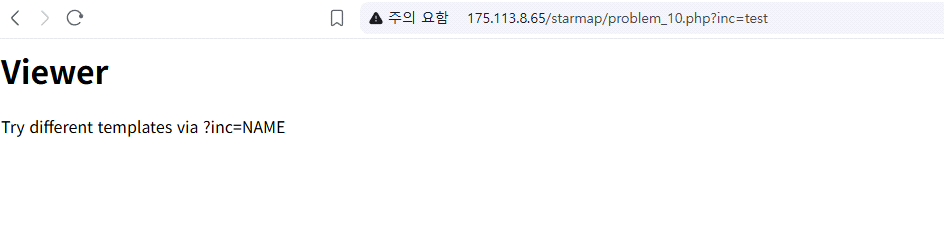 주의 요함 175.113.8.65/starmap/problem_10.php?inc=test
Viewer
Try different templates via ?inc=NAME